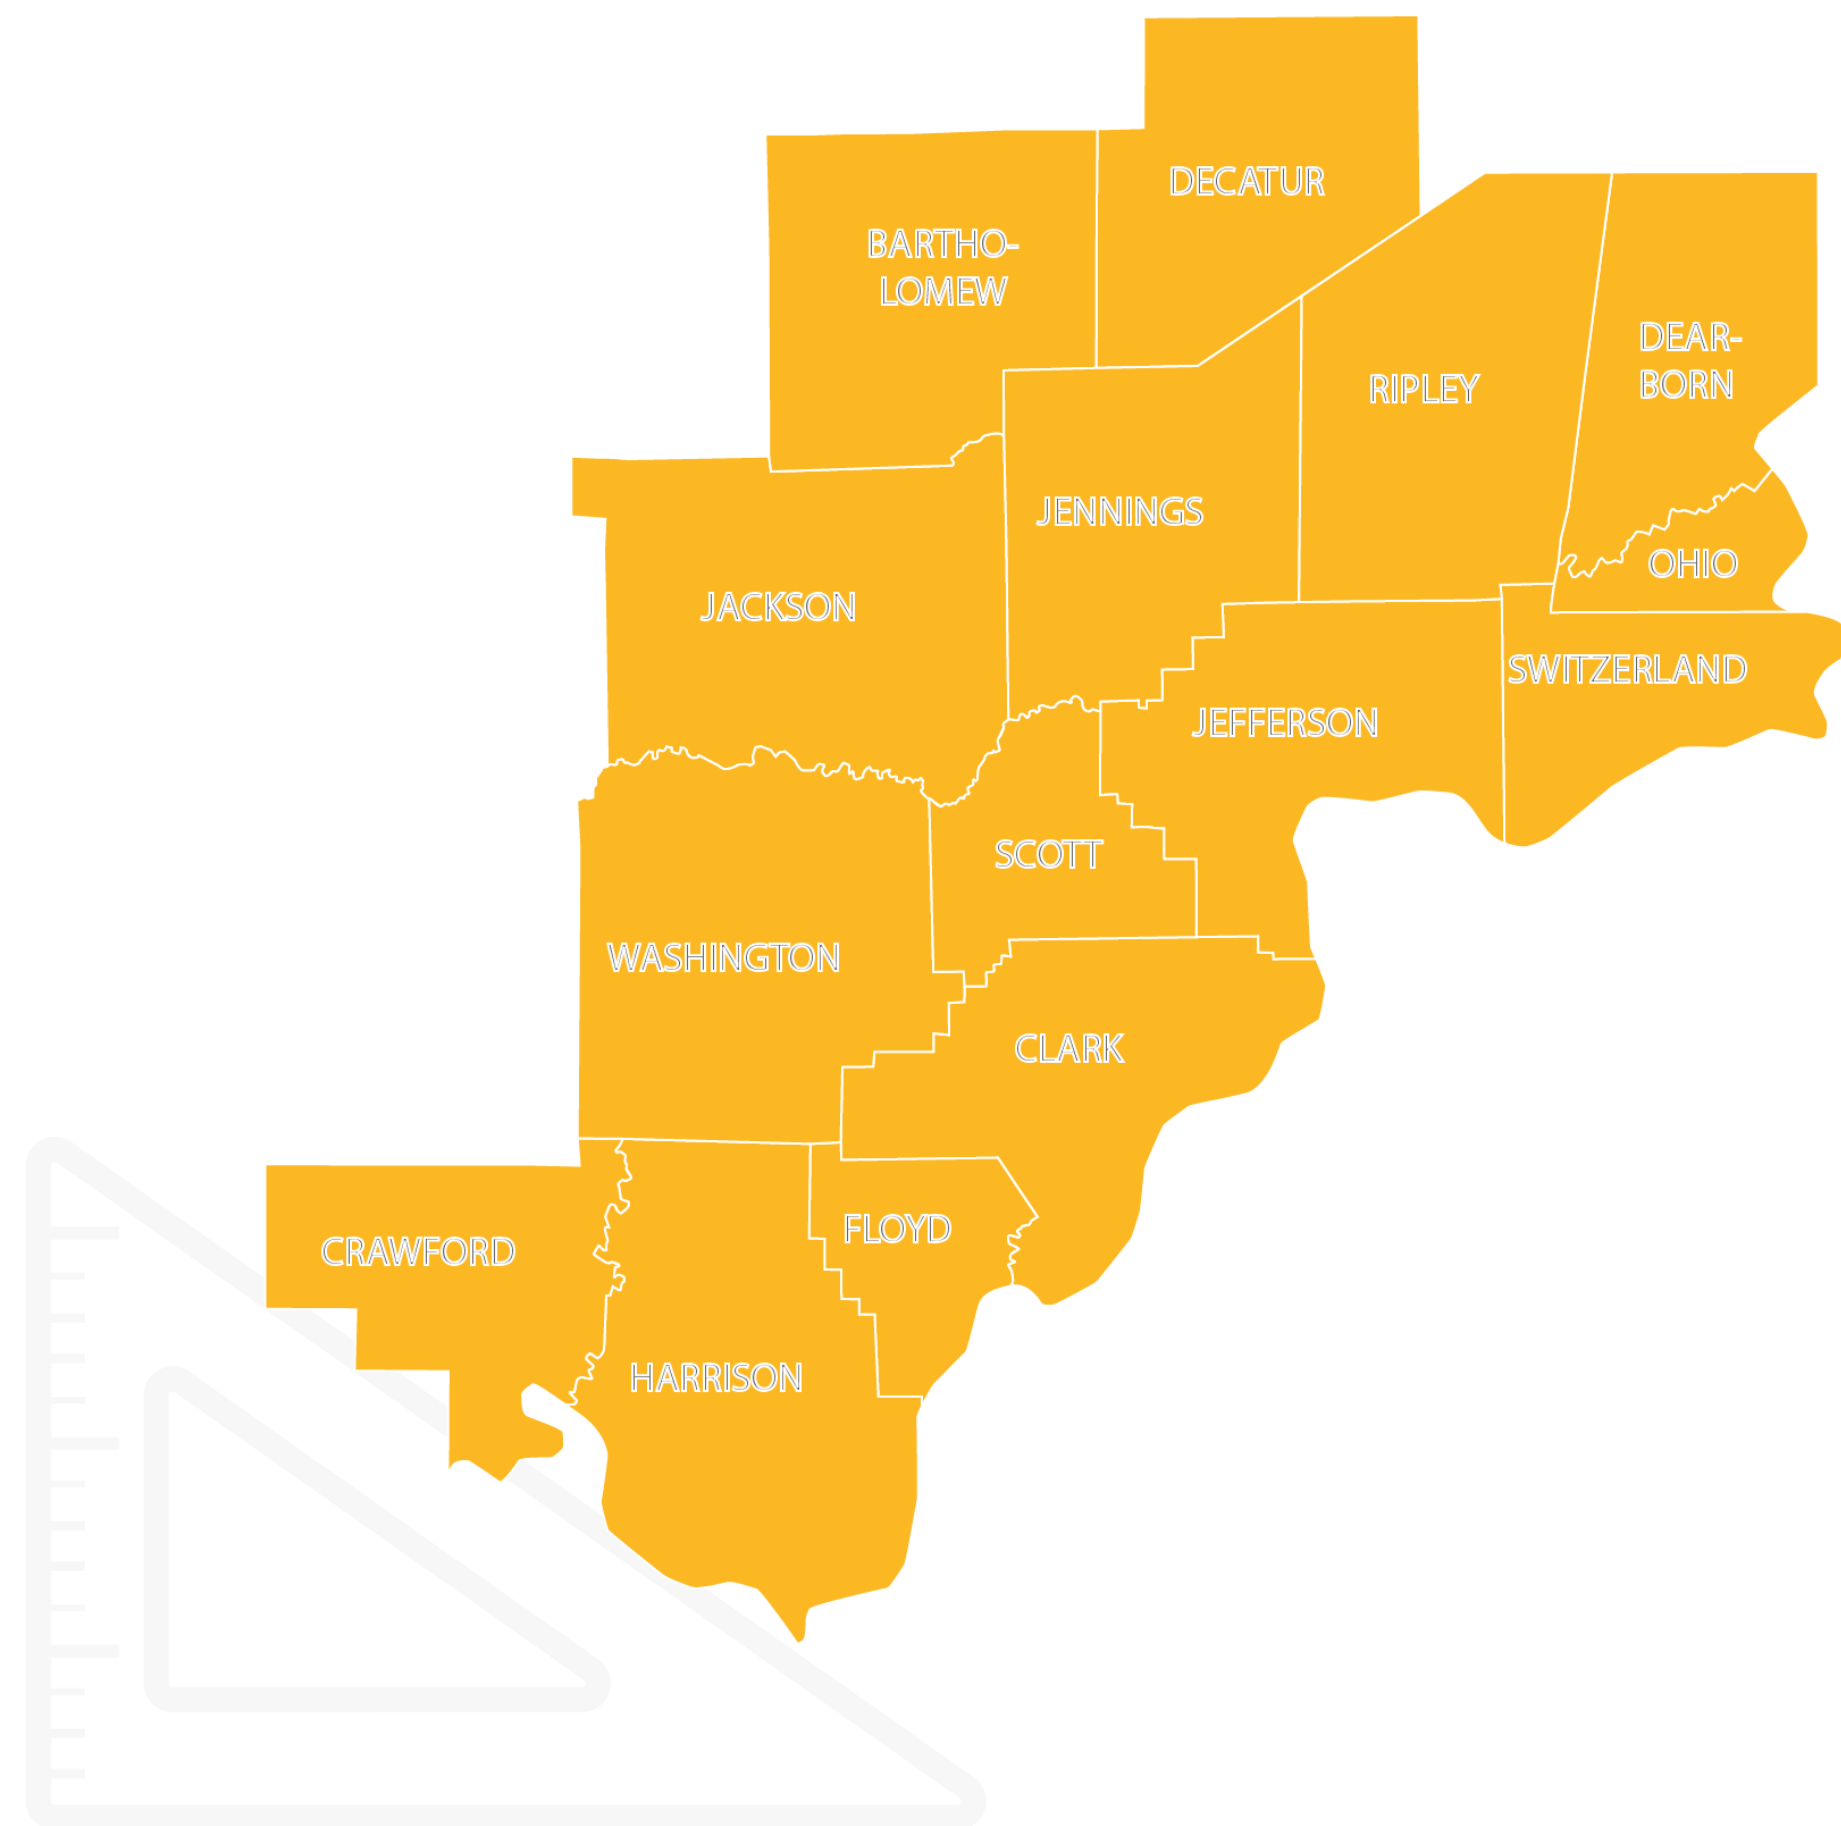 DECATUR
BARTHO-
LOMEW
DEAR-
BORN
RIPLEY
JENNINGS
OHIO
JACKSON
SWITZERLAND
JEFFERSON
SCOTT
WASHINGTON
CLARK
FLOYD
CRAWFORD
HARRISON